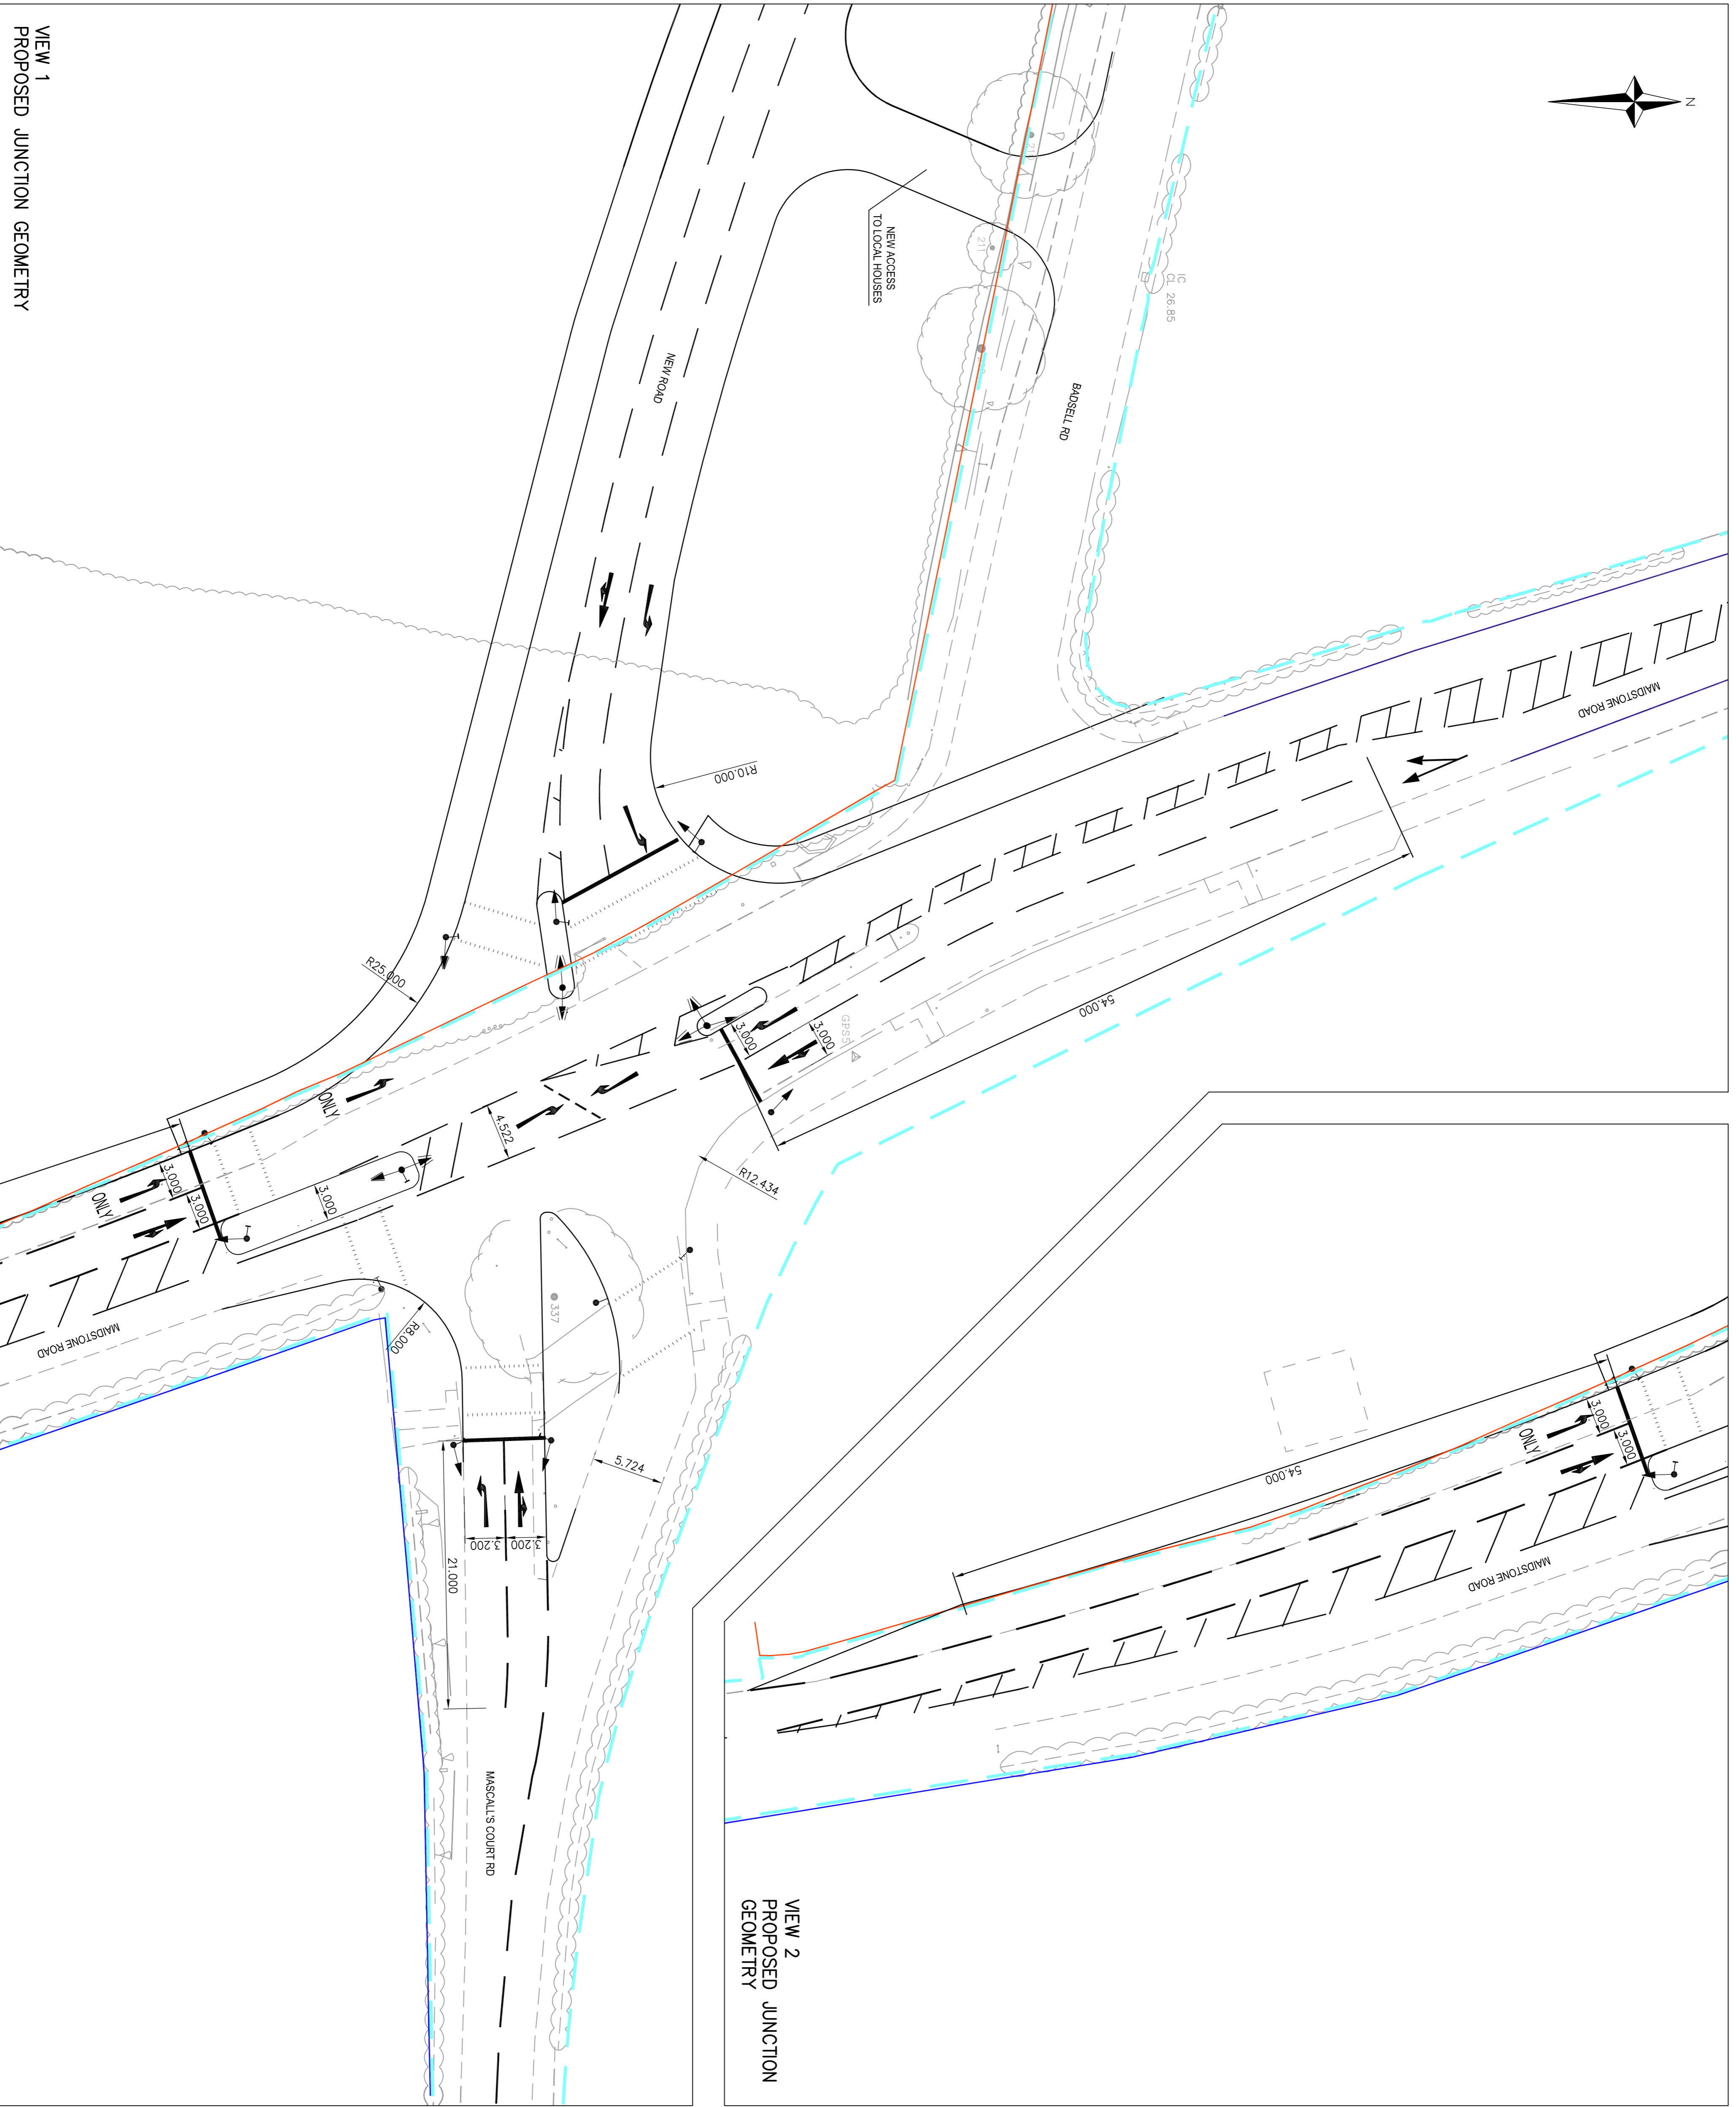 N
IC
CL 26.85
210
211
NEW ACCESS
TO LOCAL HOUSES
BADSELL RD
NEW ROAD
MAIDSTONE ROAD
R10.000
R25.000
54.000
GPS5
3.000
3.000
4.522
R12.434
ONLY
3.000
3.000
3.000
ONLY
337
R8.000
MAIDSTONE ROAD
5.724
3.200
3.200
21.000
MASCALL'S COURT RD
VIEW 1
PROPOSED JUNCTION GEOMETRY
3.000
3.000
ONLY
54.000
MAIDSTONE ROAD
VIEW 2
PROPOSED JUNCTION
GEOMETRY